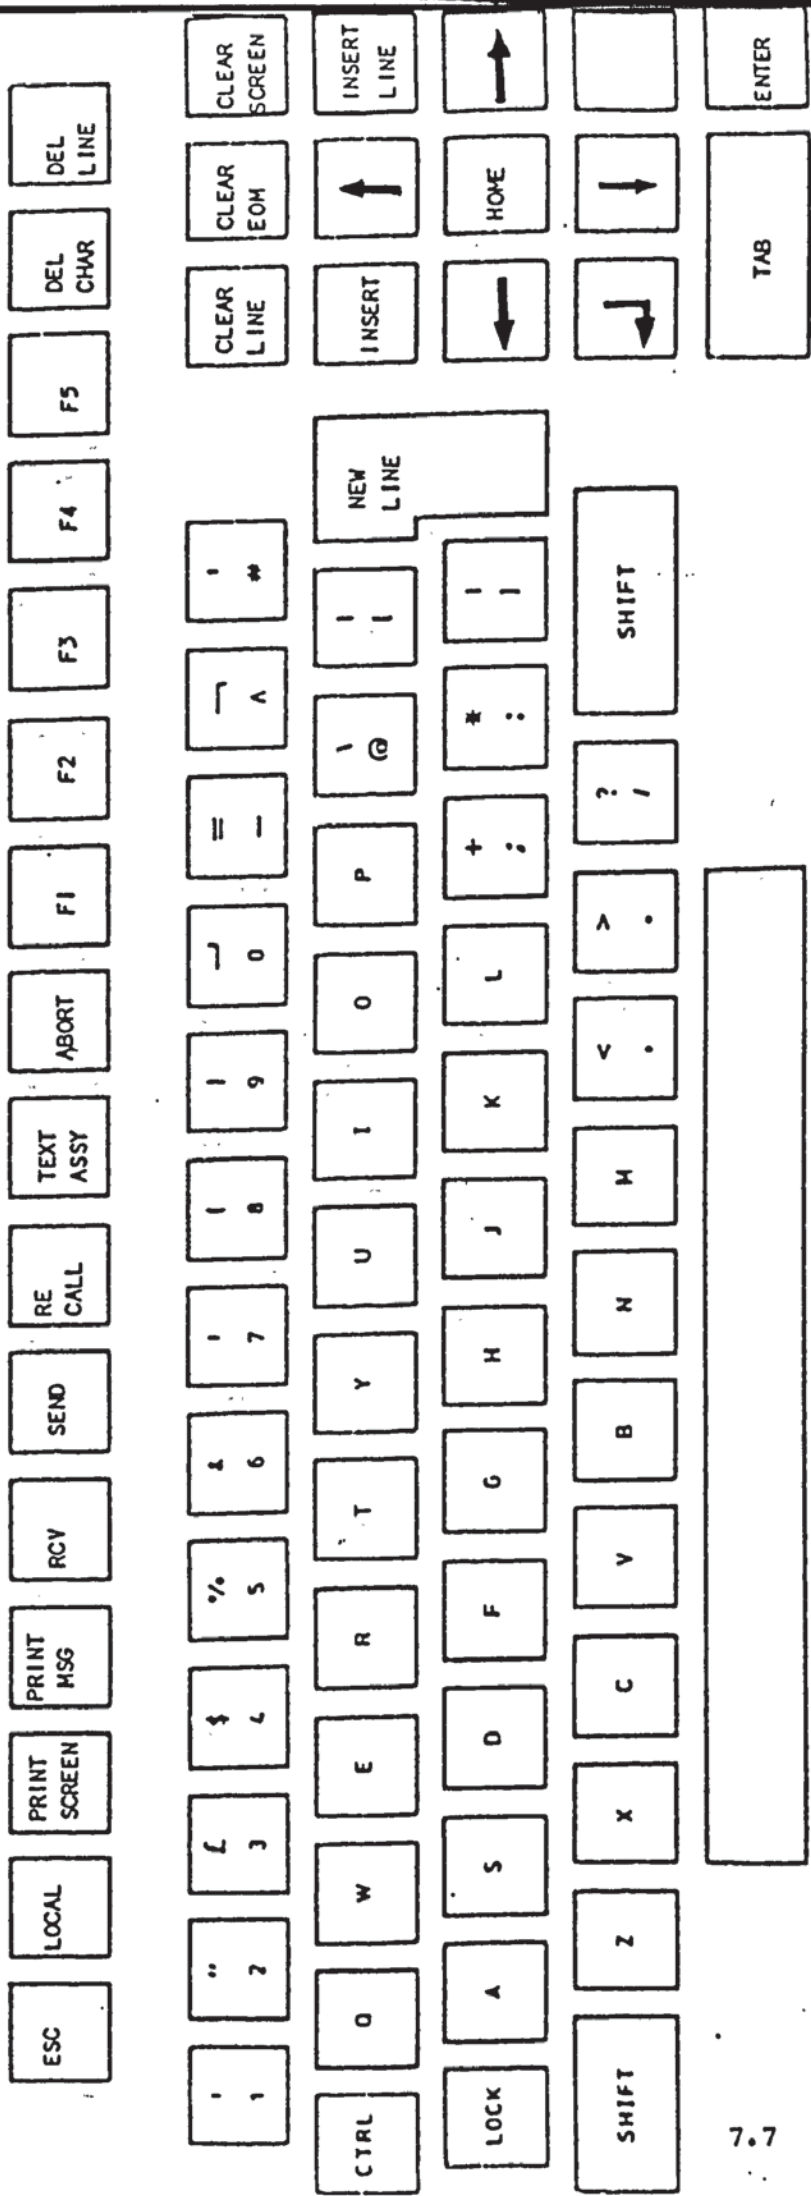 ESC LOCAL PRINT SCREEN PRINT MSG RCV SEND RE CALL TEXT ASSY ABORT F1 F2 F3 F4 F5 DEL CHAR DEL LINE
1 " 2 £ 3 $ 4 % 5 & 6 ' 7 ( 8 ) 9 0 = - ^ # CLEAR LINE CLEAR EOM CLEAR SCREEN
CTRL Q W E R T Y U I O P @ NEW LINE INSERT ↑ INSERT LINE
LOCK A S D F G H J K L + ; * : ← HOME →
SHIFT Z X C V B N M < . > . ? / SHIFT ↵ ↓
TAB ENTER
7.7